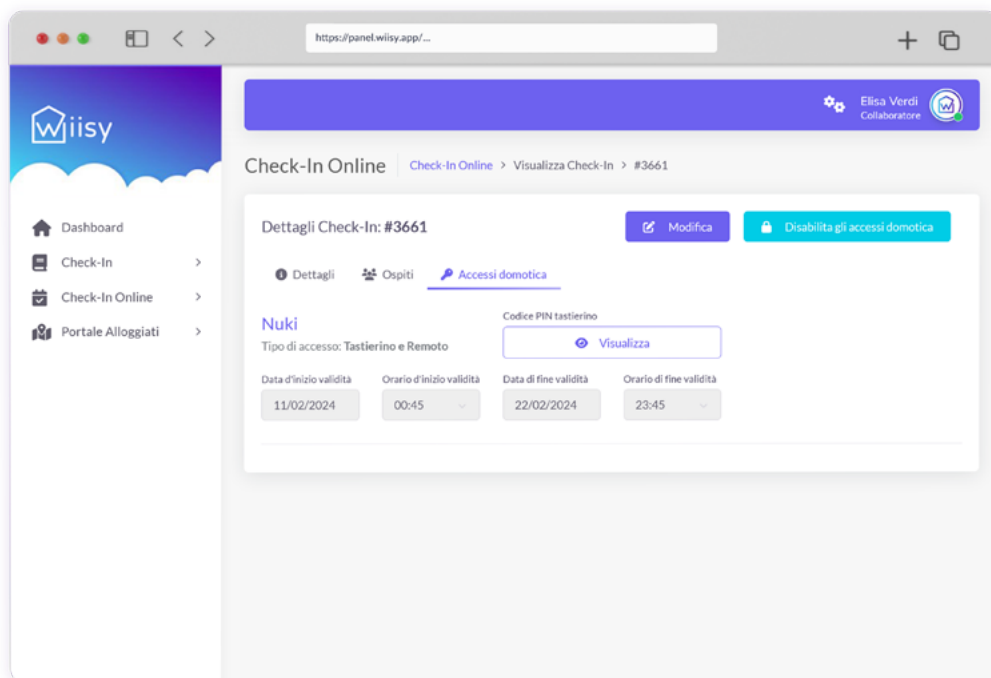 https://panel.wiisy.app/...
wiisy
Elisa Verdi
Collaboratore
Check-In Online
Check-In Online > Visualizza Check-In > #3661
Dashboard
Check-In
Check-In Online
Portale Alloggiati
Dettagli Check-In: #3661
Modifica
Disabilita gli accessi domotica
Dettagli
Ospiti
Accessi domotica
Nuki
Tipo di accesso: Tastierino e Remoto
Codice PIN tastierino
Visualizza
Data d'inizio validità
Orario d'inizio validità
Data di fine validità
Orario di fine validità
11/02/2024
00:45
22/02/2024
23:45